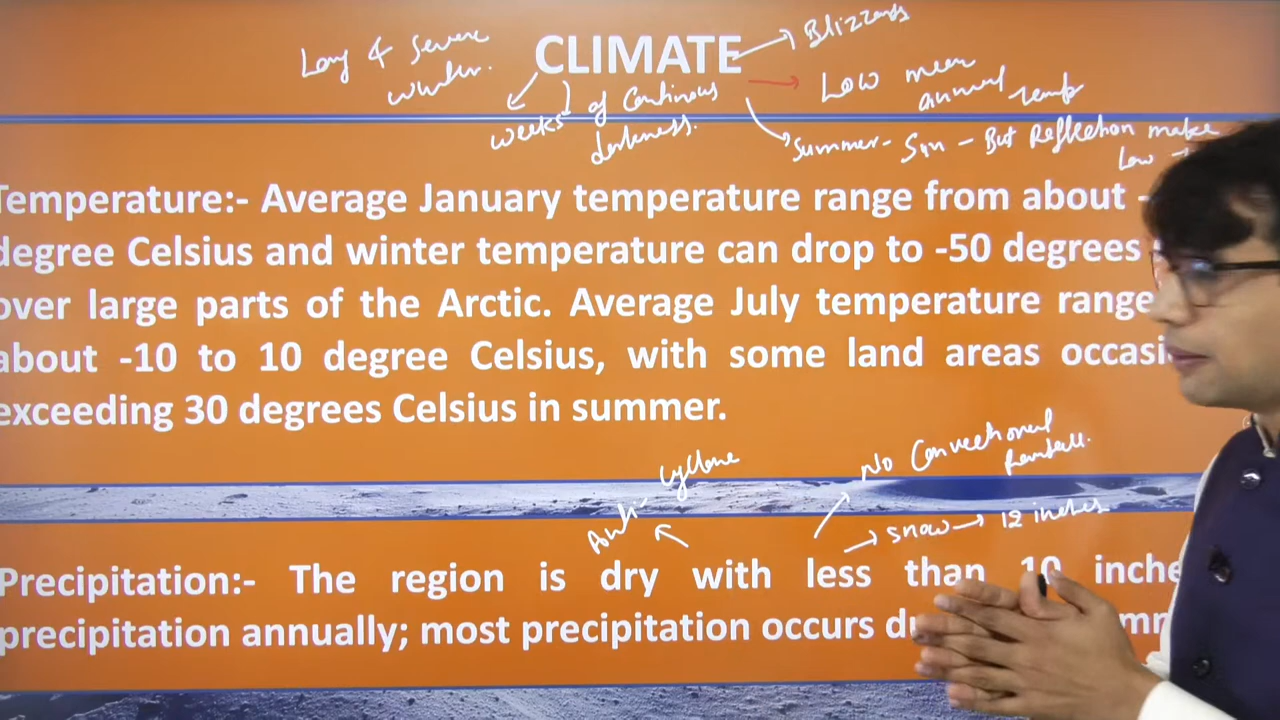 Long & Severe winter.
CLIMATE
Blizzards
Low mean annual temp
weeks of Continous darkness.
Summer - Sun - But Reflection make Low
Temperature:- Average January temperature range from about -
degree Celsius and winter temperature can drop to -50 degrees
over large parts of the Arctic. Average July temperature range
about -10 to 10 degree Celsius, with some land areas occasi
exceeding 30 degrees Celsius in summer.
Anti-cyclone
No Convectional Rainfall.
snow → 12 inches
Precipitation:- The region is dry with less than 10 inche
precipitation annually; most precipitation occurs du